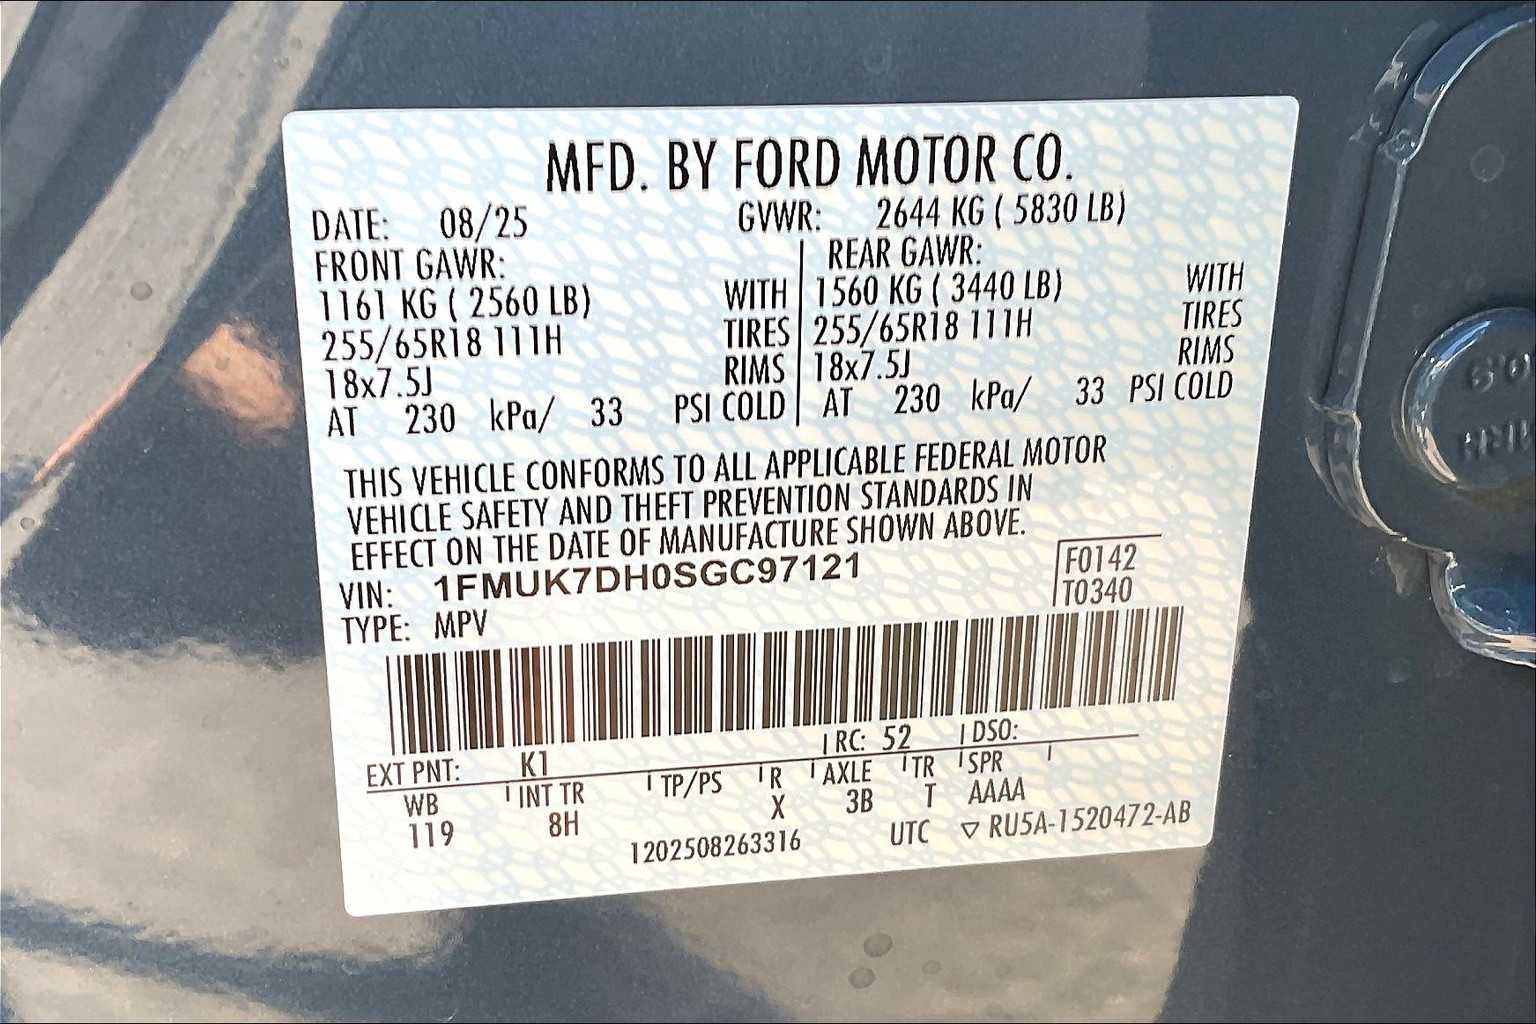 MFD. BY FORD MOTOR CO.
DATE: 08/25 GVWR: 2644 KG ( 5830 LB)
FRONT GAWR: REAR GAWR:
1161 KG ( 2560 LB) WITH 1560 KG ( 3440 LB) WITH
255/65R18 111H TIRES 255/65R18 111H TIRES
18x7.5J RIMS 18x7.5J RIMS
AT 230 kPa/ 33 PSI COLD AT 230 kPa/ 33 PSI COLD
THIS VEHICLE CONFORMS TO ALL APPLICABLE FEDERAL MOTOR
VEHICLE SAFETY AND THEFT PREVENTION STANDARDS IN
EFFECT ON THE DATE OF MANUFACTURE SHOWN ABOVE.
VIN: 1FMUK7DH0SGC97121 F0142
TYPE: MPV T0340
EXT PNT: K1 RC: 52 DSO:
WB INT TR TP/PS R AXLE TR SPR
119 8H X 3B T AAAA
1202508263316 UTC ▽ RU5A-1520472-AB